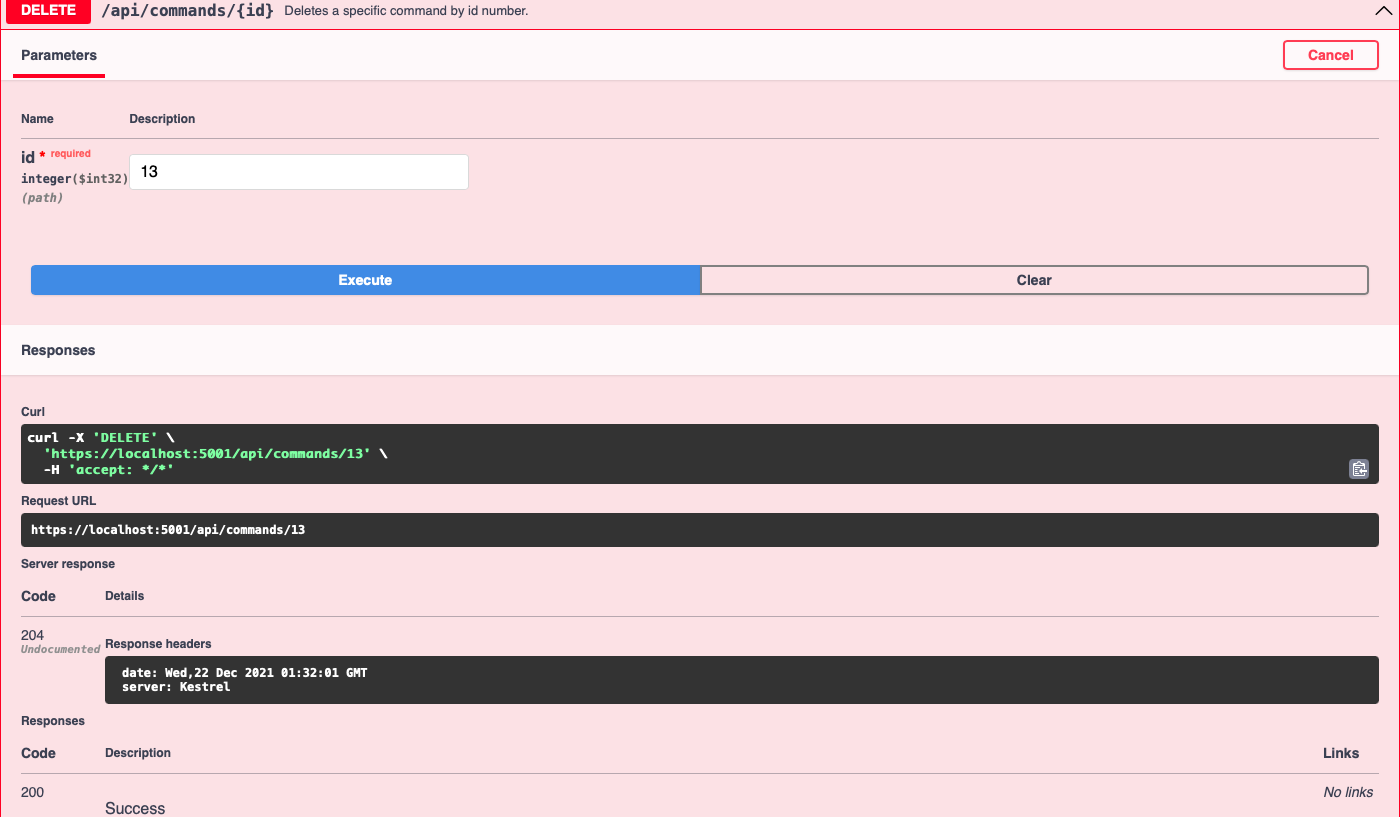 DELETE /api/commands/{id} Deletes a specific command by id number.
Parameters Cancel
Name Description
id * required
integer($int32)
(path)
13
Execute Clear
Responses
Curl
curl -X 'DELETE' \
'https://localhost:5001/api/commands/13' \
-H 'accept: */*'
Request URL
https://localhost:5001/api/commands/13
Server response
Code Details
204
Undocumented
Response headers
date: Wed,22 Dec 2021 01:32:01 GMT
server: Kestrel
Responses
Code Description Links
200 No links
Success